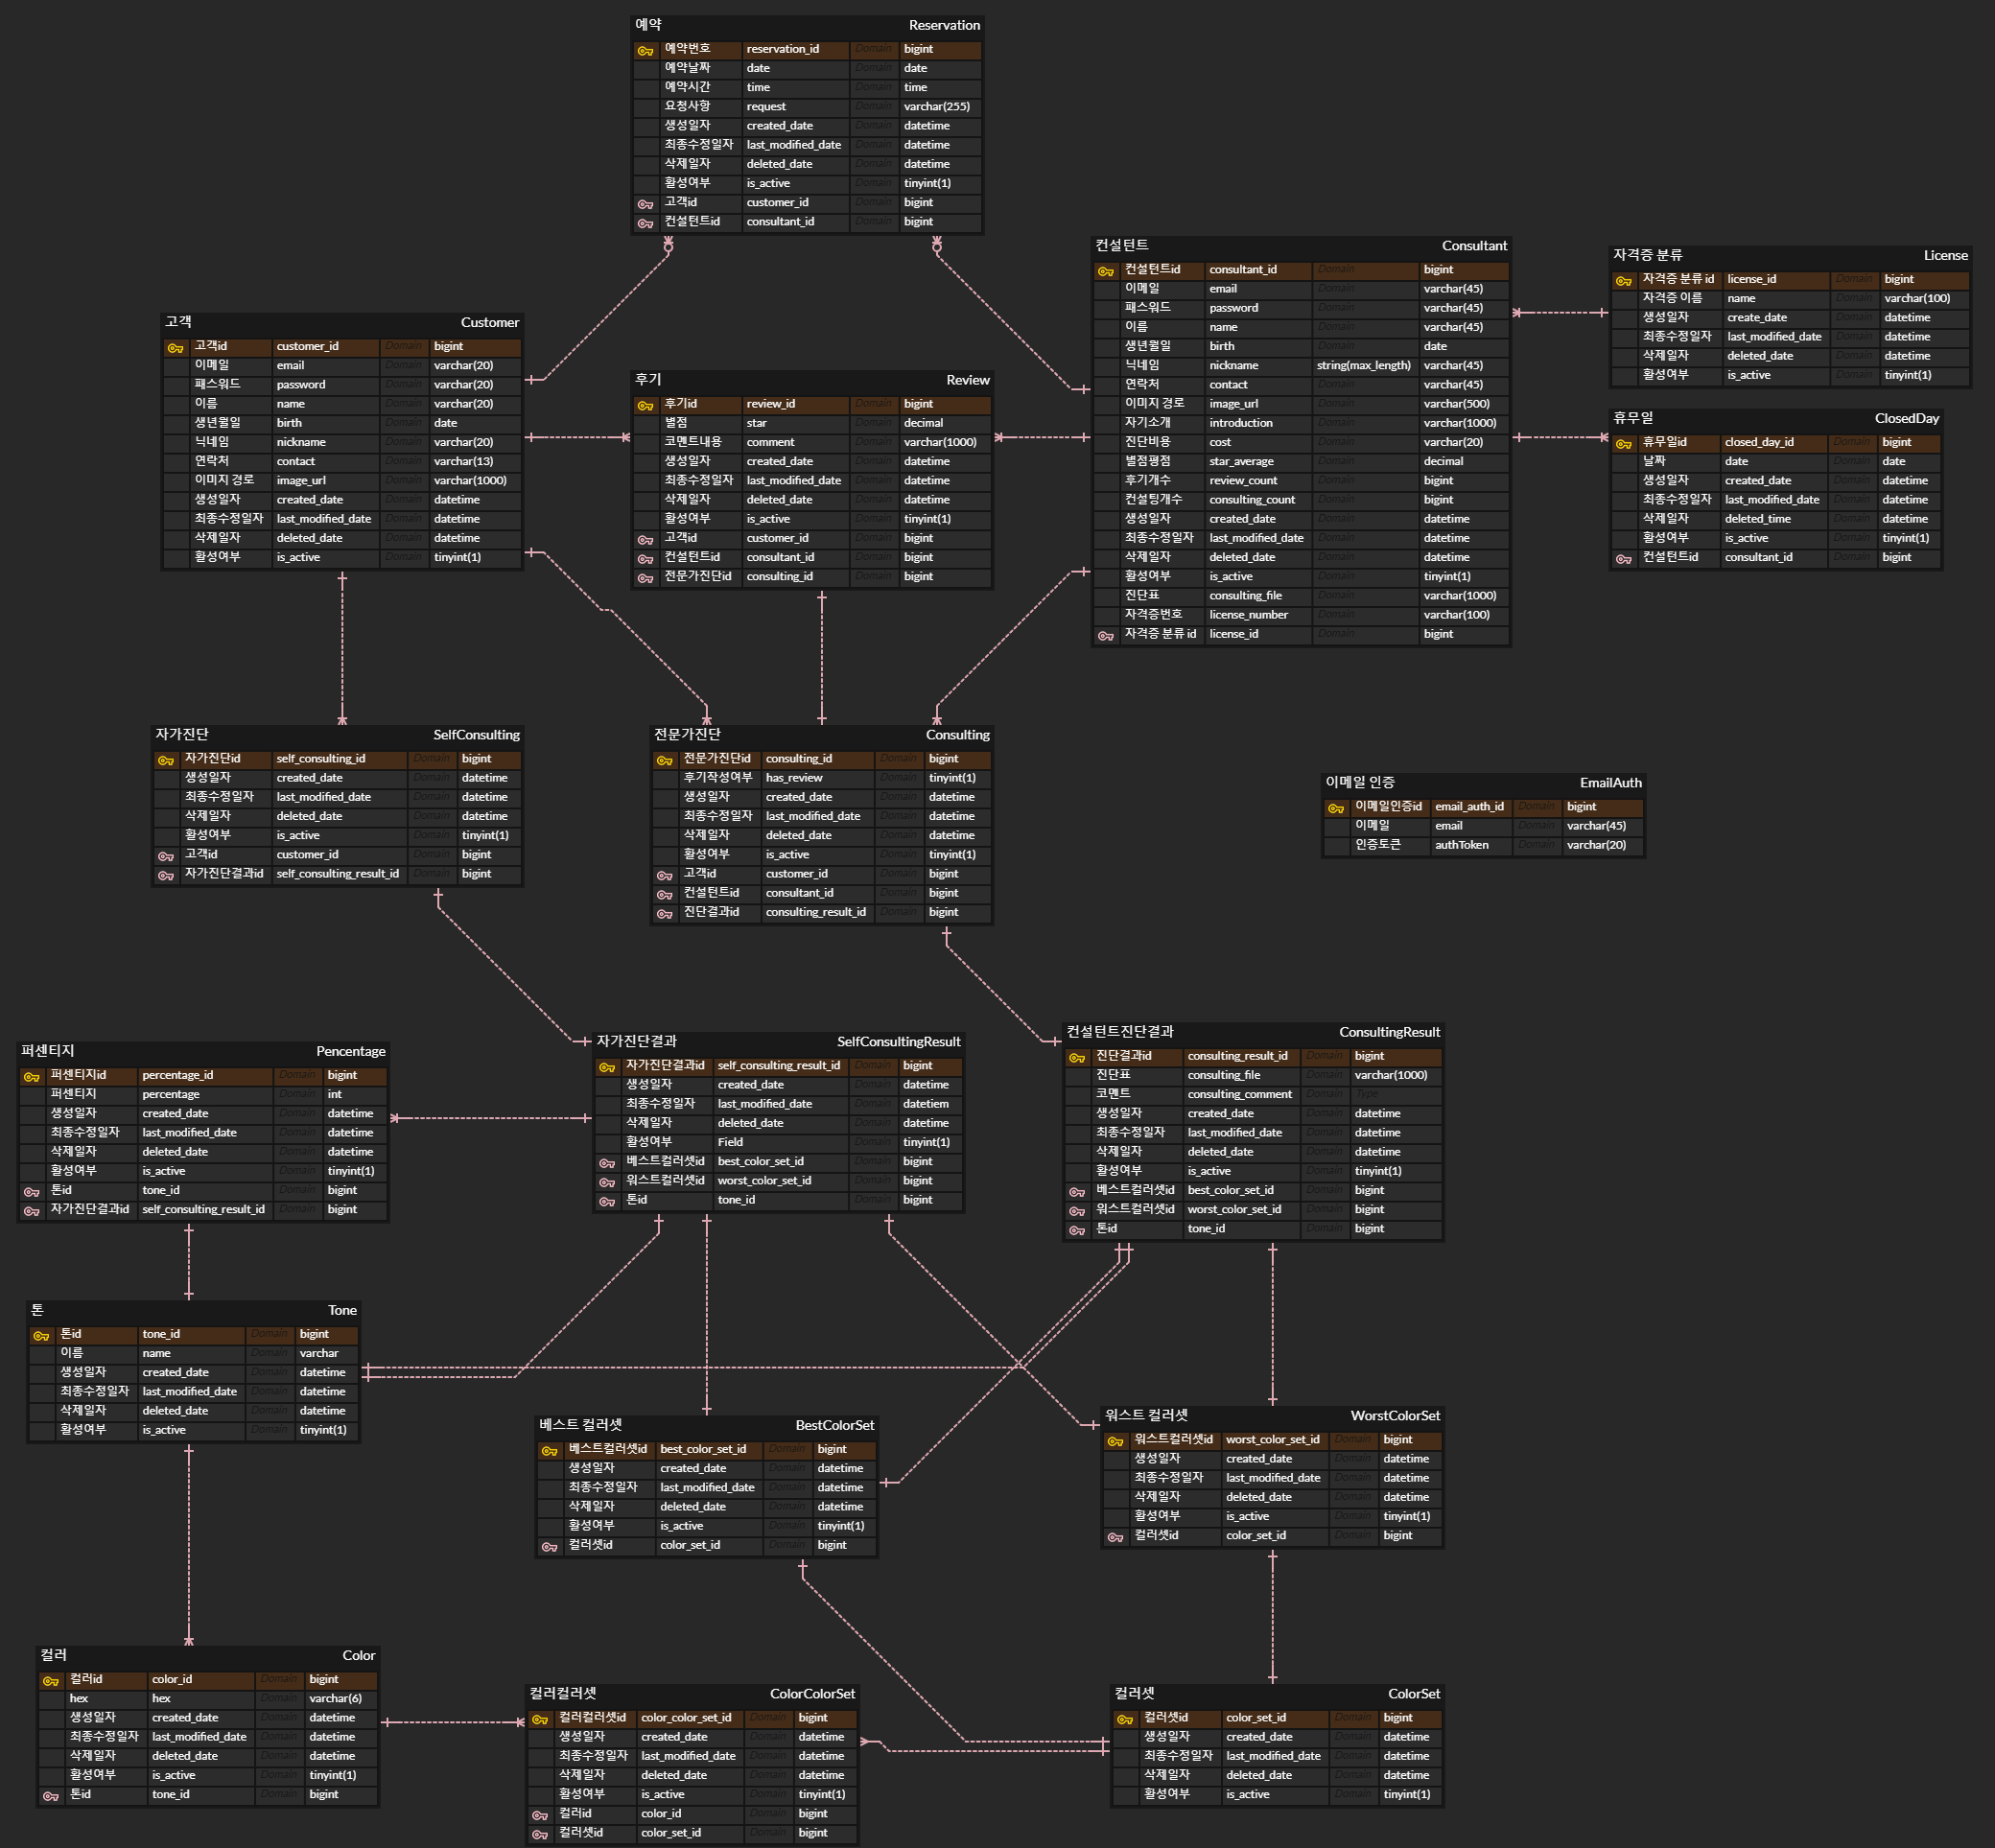 예약 Reservation
예약번호 reservation_id Domain bigint
예약날짜 date Domain date
예약시간 time Domain time
요청사항 request Domain varchar(255)
생성일자 created_date Domain datetime
최종수정일자 last_modified_date Domain datetime
삭제일자 deleted_date Domain datetime
활성여부 is_active Domain tinyint(1)
고객id customer_id Domain bigint
컨설턴트id consultant_id Domain bigint
컨설턴트 Consultant
컨설턴트id consultant_id Domain bigint
이메일 email Domain varchar(45)
패스워드 password Domain varchar(45)
이름 name Domain varchar(45)
생년월일 birth Domain date
닉네임 nickname string(max_length) varchar(45)
연락처 contact Domain varchar(45)
이미지 경로 image_url Domain varchar(500)
자기소개 introduction Domain varchar(1000)
진단비용 cost Domain varchar(20)
별점평점 star_average Domain decimal
후기개수 review_count Domain bigint
컨설팅개수 consulting_count Domain bigint
생성일자 created_date Domain datetime
최종수정일자 last_modified_date Domain datetime
삭제일자 deleted_date Domain datetime
활성여부 is_active Domain tinyint(1)
진단표 consulting_file Domain varchar(1000)
자격증번호 license_number Domain varchar(100)
자격증 분류 id license_id Domain bigint
자격증 분류 License
자격증 분류 id license_id Domain bigint
자격증 이름 name Domain varchar(100)
생성일자 create_date Domain datetime
최종수정일자 last_modified_date Domain datetime
삭제일자 deleted_date Domain datetime
활성여부 is_active Domain tinyint(1)
고객 Customer
고객id customer_id Domain bigint
이메일 email Domain varchar(20)
패스워드 password Domain varchar(20)
이름 name Domain varchar(20)
생년월일 birth Domain date
닉네임 nickname Domain varchar(20)
연락처 contact Domain varchar(13)
이미지 경로 image_url Domain varchar(1000)
생성일자 created_date Domain datetime
최종수정일자 last_modified_date Domain datetime
삭제일자 deleted_date Domain datetime
활성여부 is_active Domain tinyint(1)
후기 Review
후기id review_id Domain bigint
별점 star Domain decimal
코멘트내용 comment Domain varchar(1000)
생성일자 created_date Domain datetime
최종수정일자 last_modified_date Domain datetime
삭제일자 deleted_date Domain datetime
활성여부 is_active Domain tinyint(1)
고객id customer_id Domain bigint
컨설턴트id consultant_id Domain bigint
전문가진단id consulting_id Domain bigint
휴무일 ClosedDay
휴무일id closed_day_id Domain bigint
날짜 date Domain date
생성일자 created_date Domain datetime
최종수정일자 last_modified_date Domain datetime
삭제일자 deleted_time Domain datetime
활성여부 is_active Domain tinyint(1)
컨설턴트id consultant_id Domain bigint
자가진단 SelfConsulting
자가진단id self_consulting_id Domain bigint
생성일자 created_date Domain datetime
최종수정일자 last_modified_date Domain datetime
삭제일자 deleted_date Domain datetime
활성여부 is_active Domain tinyint(1)
고객id customer_id Domain bigint
자가진단결과id self_consulting_result_id Domain bigint
전문가진단 Consulting
전문가진단id consulting_id Domain bigint
후기작성여부 has_review Domain tinyint(1)
생성일자 created_date Domain datetime
최종수정일자 last_modified_date Domain datetime
삭제일자 deleted_date Domain datetime
활성여부 is_active Domain tinyint(1)
고객id customer_id Domain bigint
컨설턴트id consultant_id Domain bigint
진단결과id consulting_result_id Domain bigint
이메일 인증 EmailAuth
이메일인증id email_auth_id Domain bigint
이메일 email Domain varchar(45)
인증토큰 authToken Domain varchar(20)
퍼센티지 Percentage
퍼센티지id percentage_id Domain bigint
퍼센티지 percentage Domain int
생성일자 created_date Domain datetime
최종수정일자 last_modified_date Domain datetime
삭제일자 deleted_date Domain datetime
활성여부 is_active Domain tinyint(1)
톤id tone_id Domain bigint
자가진단결과id self_consulting_result_id Domain bigint
자가진단결과 SelfConsultingResult
자가진단결과id self_consulting_result_id Domain bigint
생성일자 created_date Domain datetime
최종수정일자 last_modified_date Domain datetiem
삭제일자 deleted_date Domain datetime
활성여부 Field Domain tinyint(1)
베스트컬러셋id best_color_set_id Domain bigint
워스트컬러셋id worst_color_set_id Domain bigint
톤id tone_id Domain bigint
컨설턴트진단결과 ConsultingResult
진단결과id consulting_result_id Domain bigint
진단표 consulting_file Domain varchar(1000)
코멘트 consulting_comment Domain Type
생성일자 created_date Domain datetime
최종수정일자 last_modified_date Domain datetime
삭제일자 deleted_date Domain datetime
활성여부 is_active Domain tinyint(1)
베스트컬러셋id best_color_set_id Domain bigint
워스트컬러셋id worst_color_set_id Domain bigint
톤id tone_id Domain bigint
톤 Tone
톤id tone_id Domain bigint
이름 name Domain varchar
생성일자 created_date Domain datetime
최종수정일자 last_modified_date Domain datetime
삭제일자 deleted_date Domain datetime
활성여부 is_active Domain tinyint(1)
베스트 컬러셋 BestColorSet
베스트컬러셋id best_color_set_id Domain bigint
생성일자 created_date Domain datetime
최종수정일자 last_modified_date Domain datetime
삭제일자 deleted_date Domain datetime
활성여부 is_active Domain tinyint(1)
컬러셋id color_set_id Domain bigint
워스트 컬러셋 WorstColorSet
워스트컬러셋id worst_color_set_id Domain bigint
생성일자 created_date Domain datetime
최종수정일자 last_modified_date Domain datetime
삭제일자 deleted_date Domain datetime
활성여부 is_active Domain tinyint(1)
컬러셋id color_set_id Domain bigint
컬러 Color
컬러id color_id Domain bigint
hex hex Domain varchar(6)
생성일자 created_date Domain datetime
최종수정일자 last_modified_date Domain datetime
삭제일자 deleted_date Domain datetime
활성여부 is_active Domain tinyint(1)
톤id tone_id Domain bigint
컬러컬러셋 ColorColorSet
컬러컬러셋id color_color_set_id Domain bigint
생성일자 created_date Domain datetime
최종수정일자 last_modified_date Domain datetime
삭제일자 deleted_date Domain datetime
활성여부 is_active Domain tinyint(1)
컬러id color_id Domain bigint
컬러셋id color_set_id Domain bigint
컬러셋 ColorSet
컬러셋id color_set_id Domain bigint
생성일자 created_date Domain datetime
최종수정일자 last_modified_date Domain datetime
삭제일자 deleted_date Domain datetime
활성여부 is_active Domain tinyint(1)